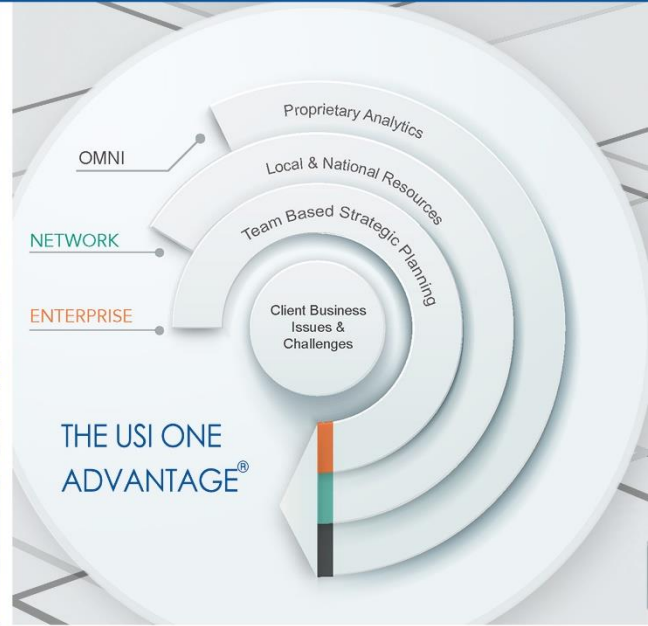 Proprietary Analytics
OMNI
Local & National Resources
Team Based Strategic Planning
NETWORK
ENTERPRISE
Client Business
Issues &
Challenges
THE USI ONE
ADVANTAGE®